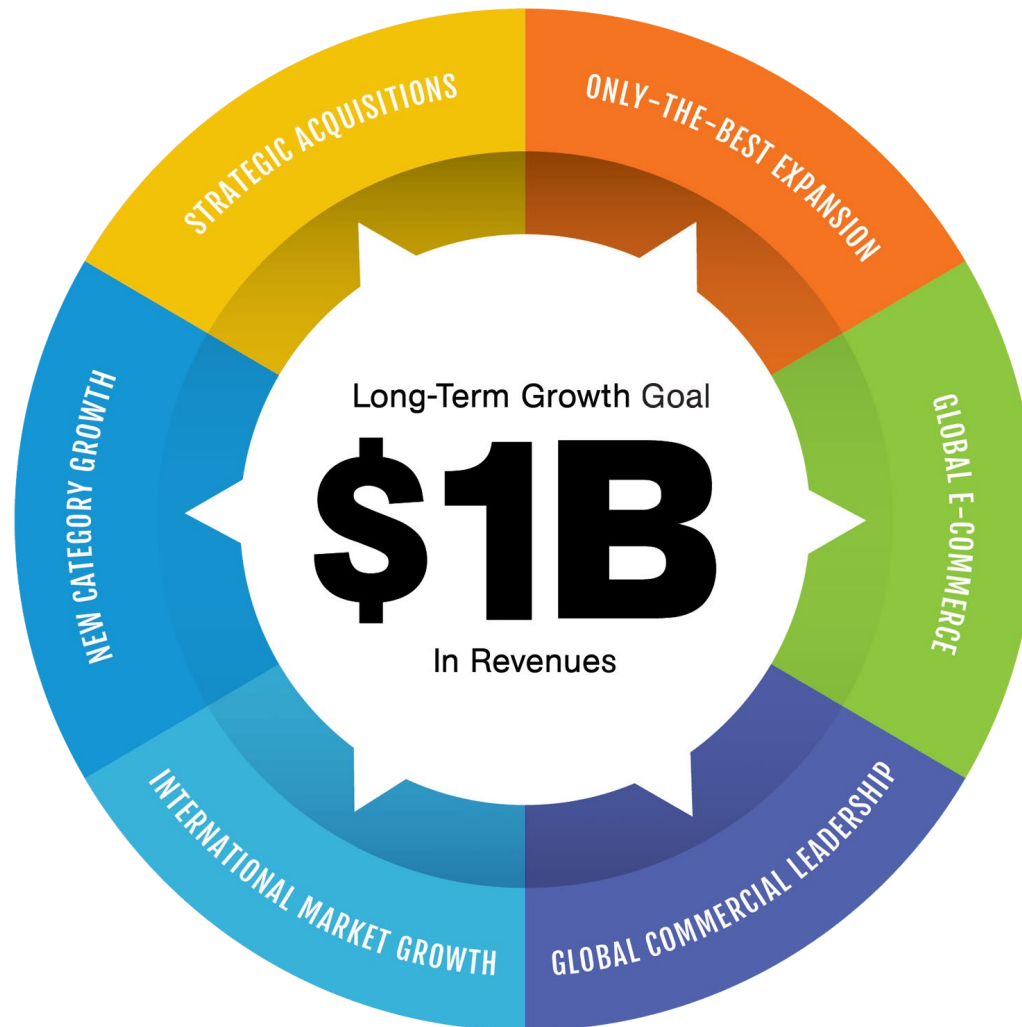 STRATEGIC ACQUISITIONS
ONLY-THE-BEST EXPANSION
GLOBAL E-COMMERCE
GLOBAL COMMERCIAL LEADERSHIP
INTERNATIONAL MARKET GROWTH
NEW CATEGORY GROWTH
Long-Term Growth Goal
$1B
In Revenues